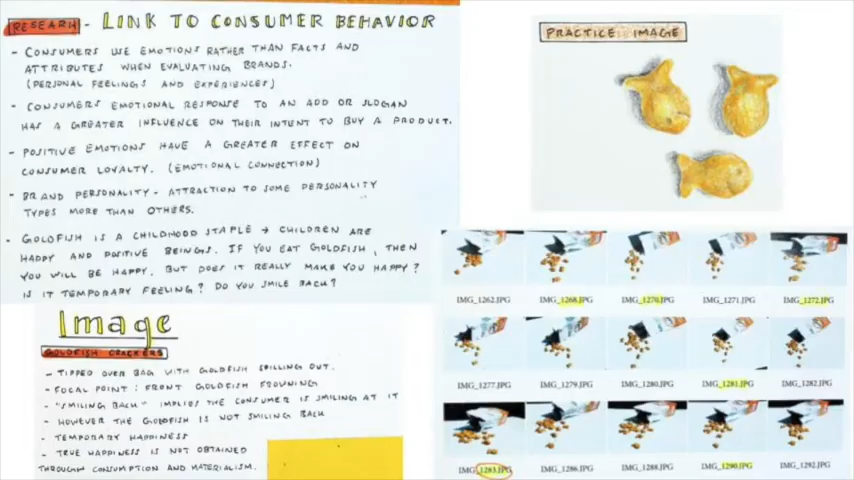 RESEARH - LINK TO CONSUMER BEHAVIOR
- CONSUMERS USE EMOTIONS RATHER THAN FACTS AND
ATTRIBUTES WHEN EVALUATING BRANDS.
(PERSONAL FEELINGS AND EXPERIENCES)
- CONSUMERS EMOTIONAL RESPONSE TO AN ADD OR SLOGAN
HAS A GREATER INFLUENCE ON THEIR INTENT TO BUY A PRODUCT.
- POSITIVE EMOTIONS HAVE A GREATER EFFECT ON
CONSUMER LOYALTY. (EMOTIONAL CONNECTION)
- BRAND PERSONALITY - ATTRACTION TO SOME PERSONALITY
TYPES MORE THAN OTHERS.
- GOLDFISH IS A CHILDHOOD STAPLE → CHILDREN ARE
HAPPY AND POSITIVE BEINGS. IF YOU EAT GOLDFISH, THEN
YOU WILL BE HAPPY. BUT DOES IT REALLY MAKE YOU HAPPY?
IS IT TEMPORARY FEELING? DO YOU SMILE BACK?
Image
GOLDFISH CRACKERS
- TIPPED OVER BAG WITH GOLDFISH SPILLING OUT.
- FOCAL POINT: FRONT GOLDFISH FROWNING
- "SMILING BACK" IMPLIES THE CONSUMER IS SMILING AT IT
- HOWEVER THE GOLDFISH IS NOT SMILING BACK
- TEMPORARY HAPPINESS
- TRUE HAPPINESS IS NOT OBTAINED
THROUGH CONSUMPTION AND MATERIALISM.
PRACTICE IMAGE
IMG_1262.JPG IMG_1268.JPG IMG_1270.JPG IMG_1271.JPG IMG_1272.JPG
IMG_1277.JPG IMG_1279.JPG IMG_1280.JPG IMG_1281.JPG IMG_1282.JPG
IMG_1283.JPG IMG_1286.JPG IMG_1288.JPG IMG_1290.JPG IMG_1292.JPG